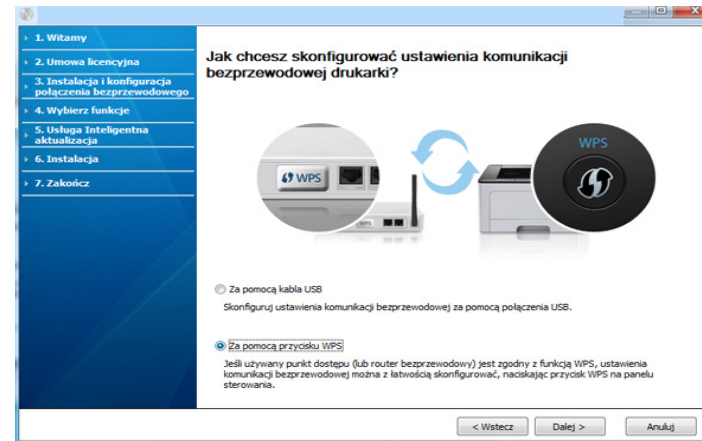 1. Witamy
2. Umowa licencyjna
3. Instalacja i konfiguracja
połączenia bezprzewodowego
4. Wybierz funkcje
5. Usługa Inteligentna
aktualizacja
6. Instalacja
7. Zakończ
Jak chcesz skonfigurować ustawienia komunikacji
bezprzewodowej drukarki?
WPS
WPS
WPS
Za pomocą kabla USB
Skonfiguruj ustawienia komunikacji bezprzewodowej za pomocą połączenia USB.
Za pomocą przycisku WPS
Jeśli używany punkt dostępu (lub router bezprzewodowy) jest zgodny z funkcją WPS, ustawienia
komunikacji bezprzewodowej można z łatwością skonfigurować, naciskając przycisk WPS na panelu
sterowania.
< Wstecz
Dalej >
Anuluj